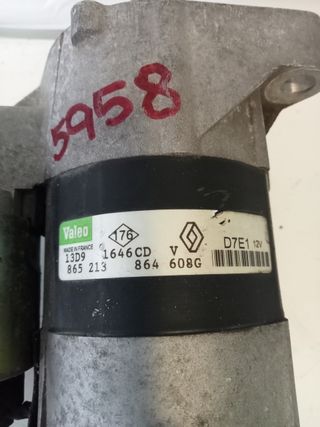 5958
Valeo 176 D7E1 12V
MADE IN FRANCE
13D9 1646CD V
865 213 864 608G